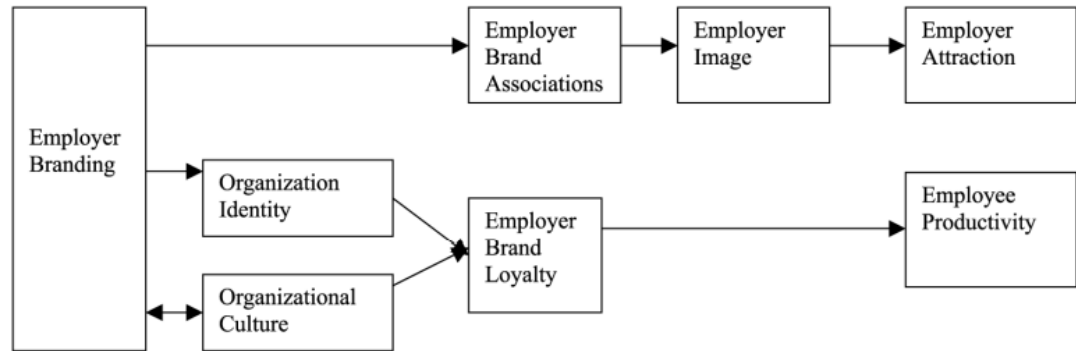 Employer
Branding
Employer
Brand
Associations
Employer
Image
Employer
Attraction
Organization
Identity
Organizational
Culture
Employer
Brand
Loyalty
Employee
Productivity